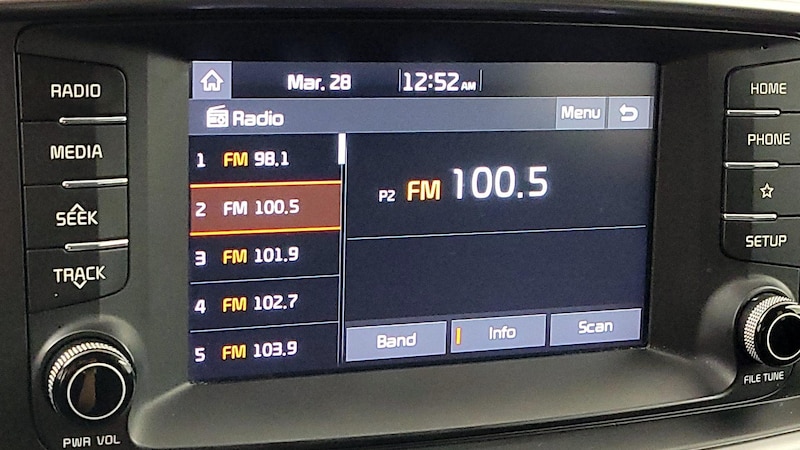 RADIO
MEDIA
SEEK
TRACK
PWR VOL
Mar. 28 12:52 AM
Radio Menu
1 FM 98.1
2 FM 100.5
3 FM 101.9
4 FM 102.7
5 FM 103.9
P2 FM 100.5
Band Info Scan
HOME
PHONE
SETUP
FILE TUNE